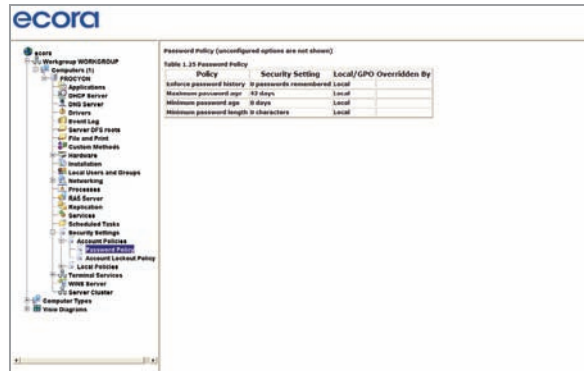 ecora
ecora
Workgroup WORKGROUP
Computers (1)
PROCYON
Applications
DHCP Server
DNS Server
Drivers
Event Log
Server DFS roots
File and Print
Custom Methods
Hardware
Installation
Local Users and Groups
Networking
Processes
RAS Server
Replication
Services
Scheduled Tasks
Security Settings
Account Policies
Password Policy
Account Lockout Policy
Local Policies
Terminal Services
WINS Server
Server Cluster
Computer Types
Visio Diagrams
Password Policy (unconfigured options are not shown)
Table 1.25 Password Policy
Policy Security Setting Local/GPO Overridden By
Enforce password history 0 passwords remembered Local
Maximum password age 42 days Local
Minimum password age 0 days Local
Minimum password length 0 characters Local